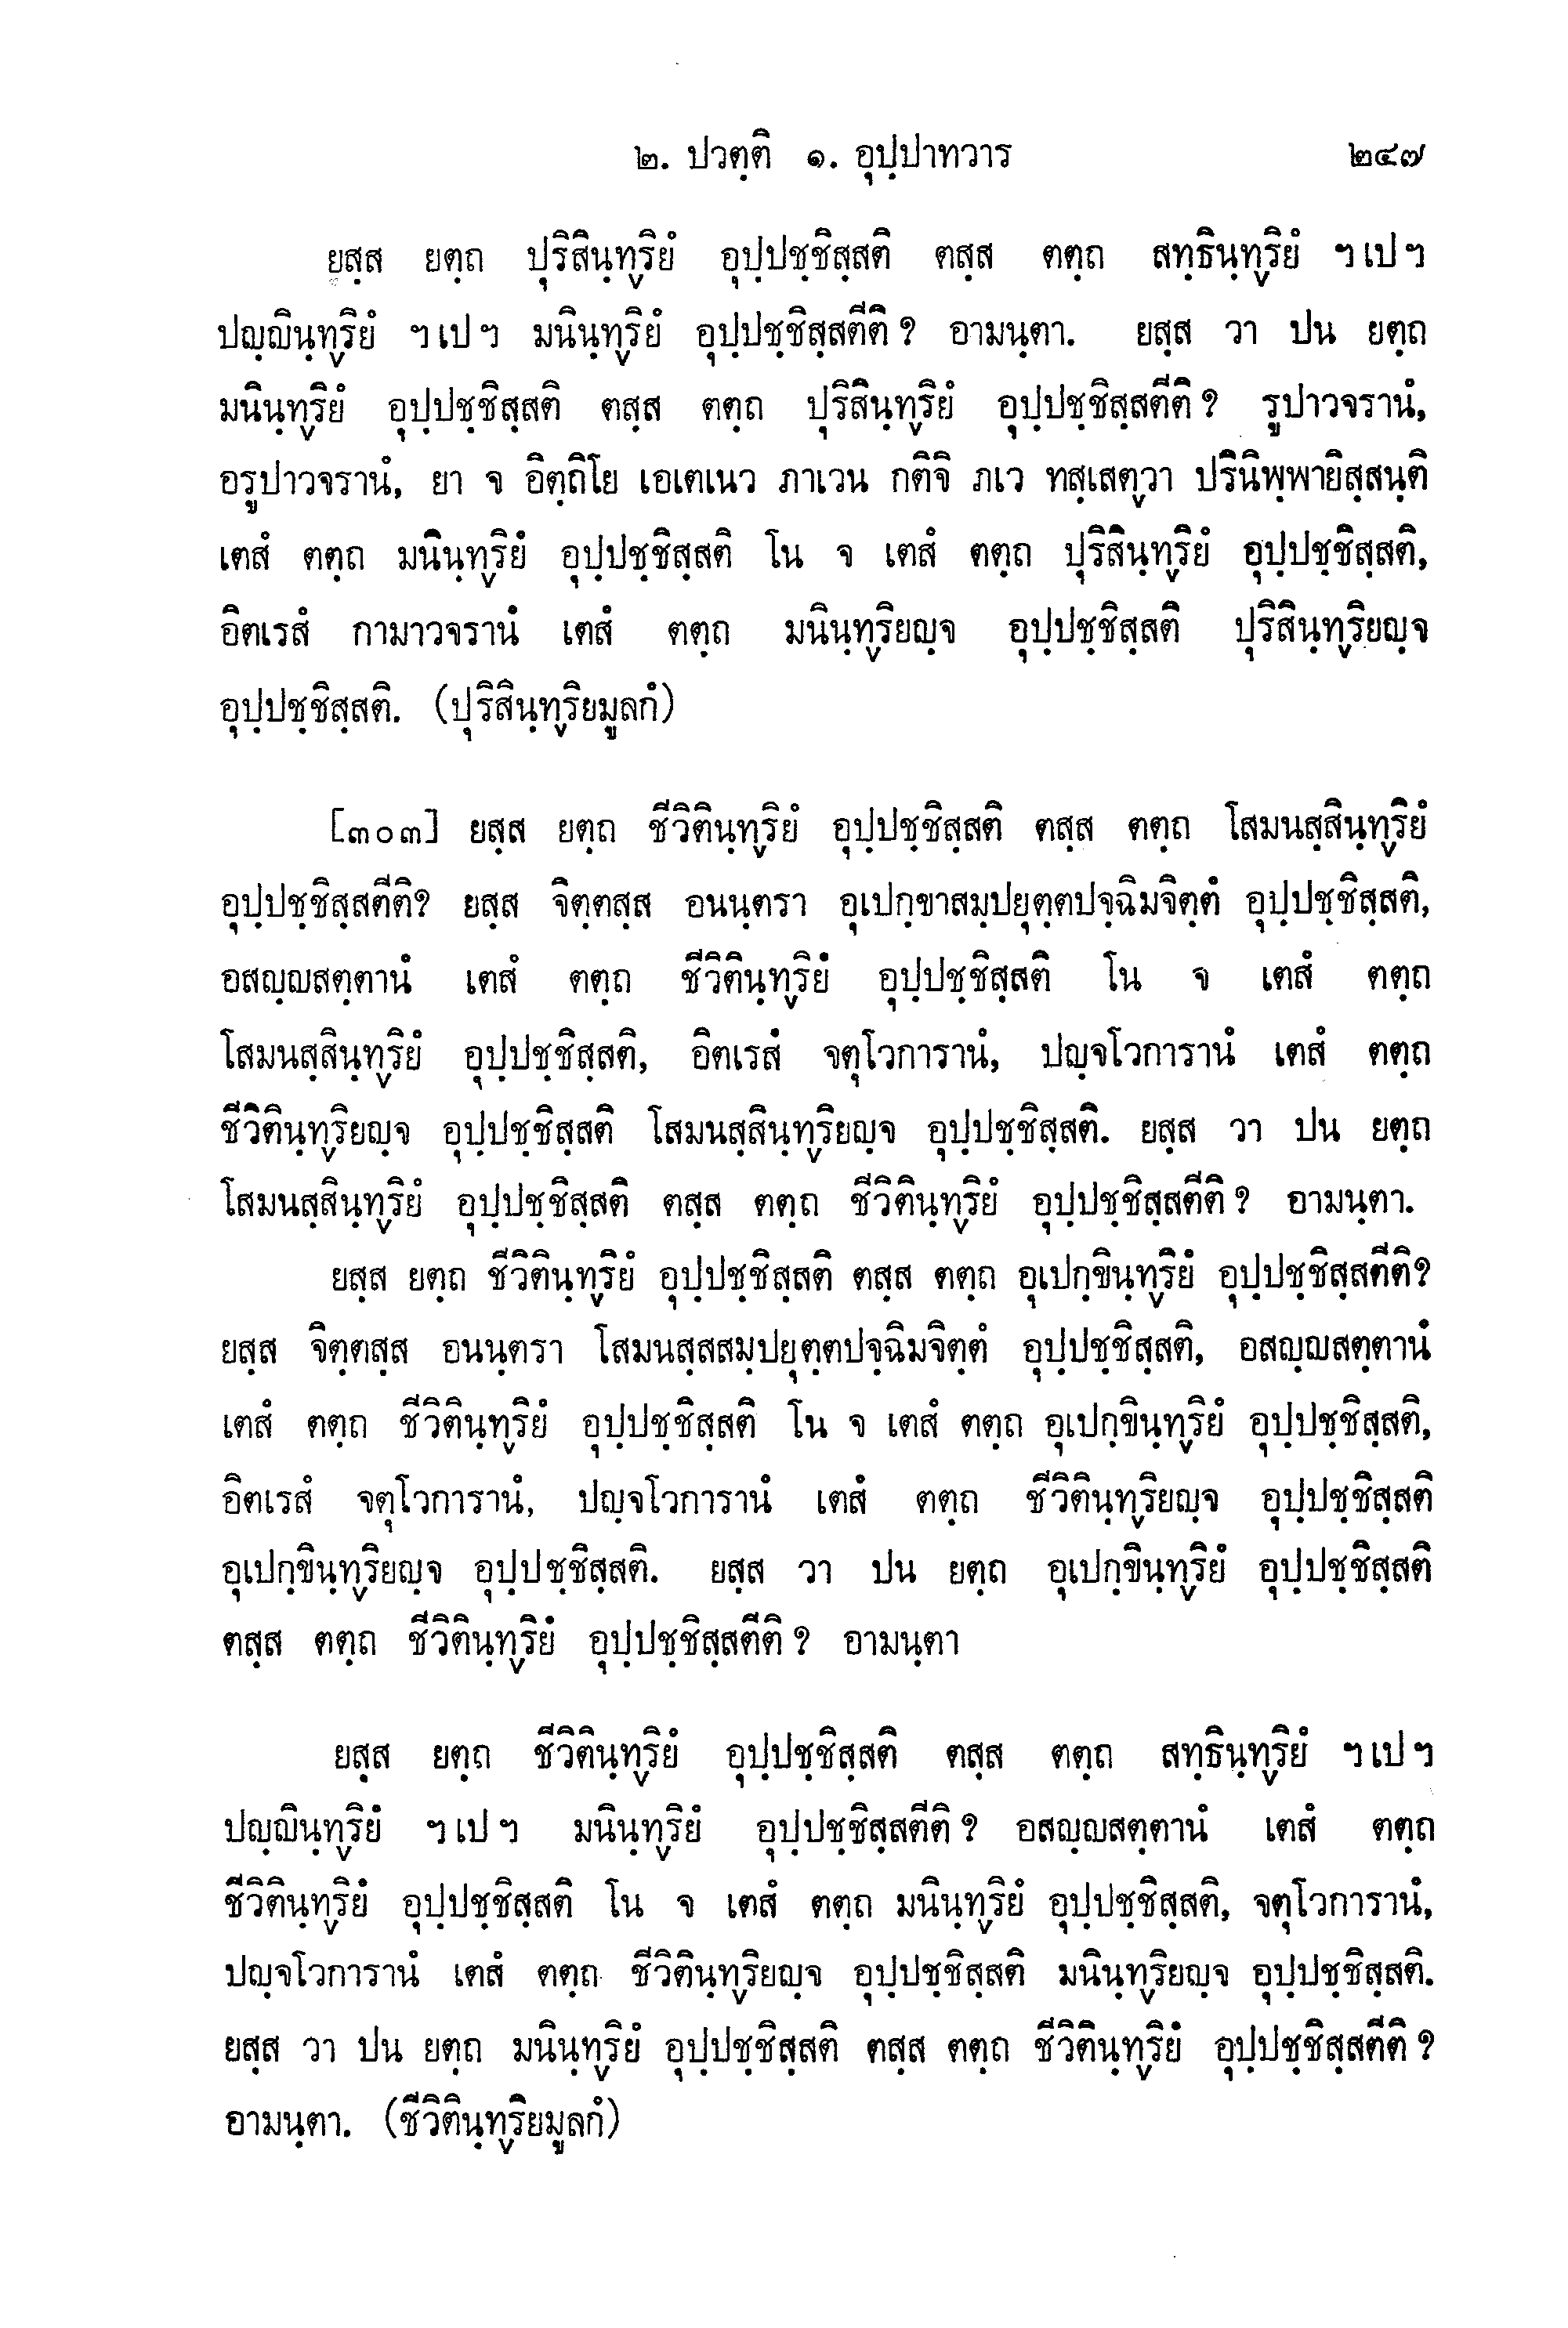 ๒. ปวตฺติ ๑. อุปฺปาทวาร ๒๔๗
ยสฺส ยตฺถ ปุริสินฺทฺริยํ อุปฺปชฺชิสฺสติ ตสฺส ตตฺถ สทฺธินฺทฺริยํ ฯเปฯ
ปญฺญินฺทฺริยํ ฯเปฯ มนินฺทฺริยํ อุปฺปชฺชิสฺสตีติ? อามนฺตา. ยสฺส วา ปน ยตฺถ
มนินฺทฺริยํ อุปฺปชฺชิสฺสติ ตสฺส ตตฺถ ปุริสินฺทฺริยํ อุปฺปชฺชิสฺสตีติ? รูปาวจรานํ,
อรูปาวจรานํ, ยา จ อิตฺถิโย เอเตเนว ภาเวน กติจิ ภเว ทสฺเสตฺวา ปรินิพฺพายิสฺสนฺติ
เตสํ ตตฺถ มนินฺทฺริยํ อุปฺปชฺชิสฺสติ โน จ เตสํ ตตฺถ ปุริสินฺทฺริยํ อุปฺปชฺชิสฺสติ,
อิตเรสํ กามาวจรานํ เตสํ ตตฺถ มนินฺทฺริยญฺจ อุปฺปชฺชิสฺสติ ปุริสินฺทฺริยญฺจ
อุปฺปชฺชิสฺสติ. (ปุริสินฺทฺริยมูลกํ)
[๓๐๓] ยสฺส ยตฺถ ชีวิตินฺทฺริยํ อุปฺปชฺชิสฺสติ ตสฺส ตตฺถ โสมนสฺสินฺทฺริยํ
อุปฺปชฺชิสฺสตีติ? ยสฺส จิตฺตสฺส อนนฺตรา อุเปกฺขาสมฺปยุตฺตปจฺฉิมจิตฺตํ อุปฺปชฺชิสฺสติ,
อสญฺญสตฺตานํ เตสํ ตตฺถ ชีวิตินฺทฺริยํ อุปฺปชฺชิสฺสติ โน จ เตสํ ตตฺถ
โสมนสฺสินฺทฺริยํ อุปฺปชฺชิสฺสติ, อิตเรสํ จตุโวการานํ, ปญฺจโวการานํ เตสํ ตตฺถ
ชีวิตินฺทฺริยญฺจ อุปฺปชฺชิสฺสติ โสมนสฺสินฺทฺริยญฺจ อุปฺปชฺชิสฺสติ. ยสฺส วา ปน ยตฺถ
โสมนสฺสินฺทฺริยํ อุปฺปชฺชิสฺสติ ตสฺส ตตฺถ ชีวิตินฺทฺริยํ อุปฺปชฺชิสฺสตีติ? อามนฺตา.
ยสฺส ยตฺถ ชีวิตินฺทฺริยํ อุปฺปชฺชิสฺสติ ตสฺส ตตฺถ อุเปกฺขินฺทฺริยํ อุปฺปชฺชิสฺสตีติ?
ยสฺส จิตฺตสฺส อนนฺตรา โสมนสฺสสมฺปยุตฺตปจฺฉิมจิตฺตํ อุปฺปชฺชิสฺสติ, อสญฺญสตฺตานํ
เตสํ ตตฺถ ชีวิตินฺทฺริยํ อุปฺปชฺชิสฺสติ โน จ เตสํ ตตฺถ อุเปกฺขินฺทฺริยํ อุปฺปชฺชิสฺสติ,
อิตเรสํ จตุโวการานํ, ปญฺจโวการานํ เตสํ ตตฺถ ชีวิตินฺทฺริยญฺจ อุปฺปชฺชิสฺสติ
อุเปกฺขินฺทฺริยญฺจ อุปฺปชฺชิสฺสติ. ยสฺส วา ปน ยตฺถ อุเปกฺขินฺทฺริยํ อุปฺปชฺชิสฺสติ
ตสฺส ตตฺถ ชีวิตินฺทฺริยํ อุปฺปชฺชิสฺสตีติ? อามนฺตา
ยสฺส ยตฺถ ชีวิตินฺทฺริยํ อุปฺปชฺชิสฺสติ ตสฺส ตตฺถ สทฺธินฺทฺริยํ ฯเปฯ
ปญฺญินฺทฺริยํ ฯเปฯ มนินฺทฺริยํ อุปฺปชฺชิสฺสตีติ? อสญฺญสตฺตานํ เตสํ ตตฺถ
ชีวิตินฺทฺริยํ อุปฺปชฺชิสฺสติ โน จ เตสํ ตตฺถ มนินฺทฺริยํ อุปฺปชฺชิสฺสติ, จตุโวการานํ,
ปญฺจโวการานํ เตสํ ตตฺถ ชีวิตินฺทฺริยญฺจ อุปฺปชฺชิสฺสติ มนินฺทฺริยญฺจ อุปฺปชฺชิสฺสติ.
ยสฺส วา ปน ยตฺถ มนินฺทฺริยํ อุปฺปชฺชิสฺสติ ตสฺส ตตฺถ ชีวิตินฺทฺริยํ อุปฺปชฺชิสฺสตีติ?
อามนฺตา. (ชีวิตินฺทฺริยมูลกํ)